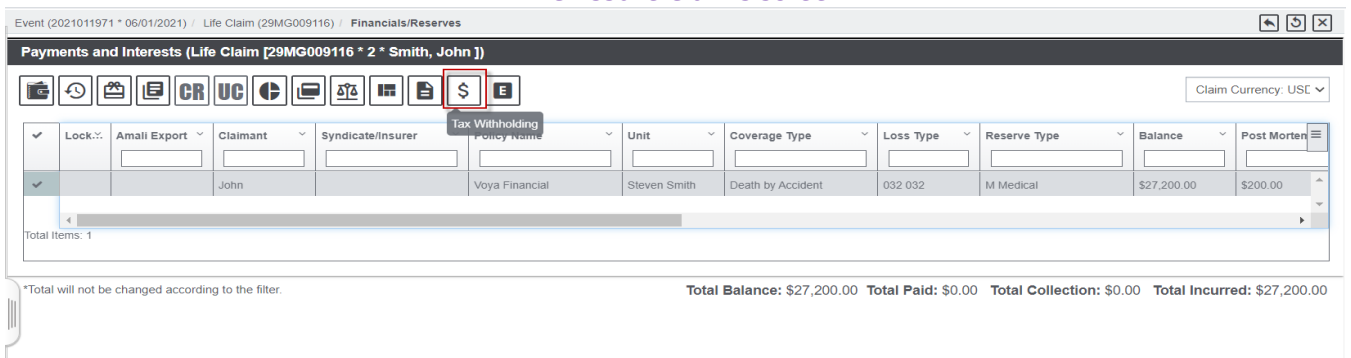 Event (2021011971 * 06/01/2021) / Life Claim (29MG009116) / Financials/Reserves
Payments and Interests (Life Claim [29MG009116 * 2 * Smith, John ])
CR UC $ E Claim Currency: USD
Tax Withholding
Lock... Amali Export Claimant Syndicate/Insurer Policy Name Unit Coverage Type Loss Type Reserve Type Balance Post Mortem
John Voya Financial Steven Smith Death by Accident 032 032 M Medical $27,200.00 $200.00
Total Items: 1
*Total will not be changed according to the filter. Total Balance: $27,200.00 Total Paid: $0.00 Total Collection: $0.00 Total Incurred: $27,200.00